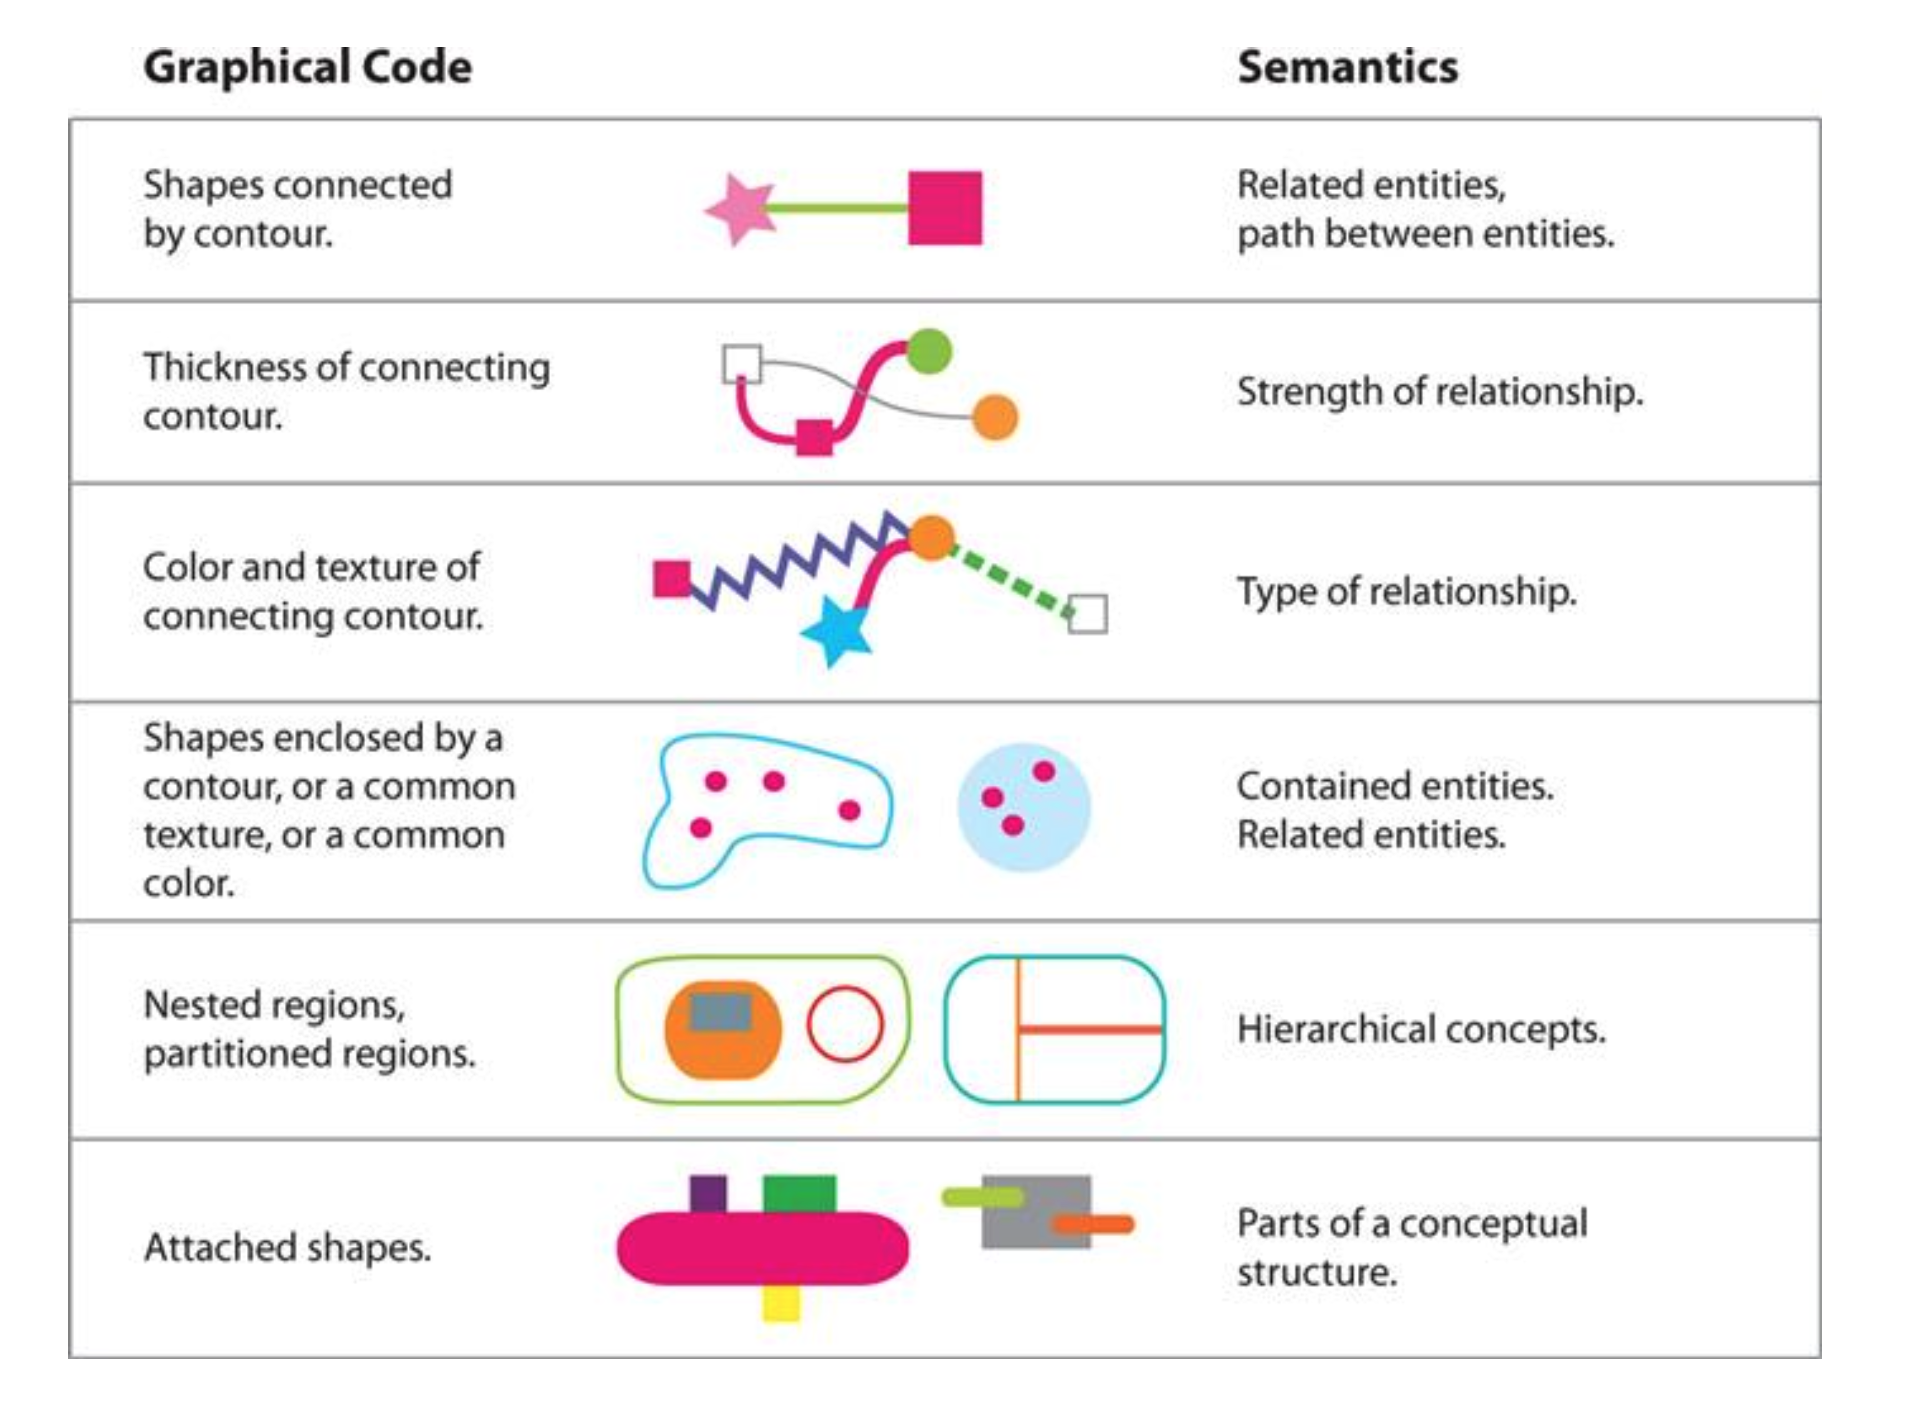 Graphical Code
Semantics
Shapes connected
by contour.
Related entities,
path between entities.
Thickness of connecting
contour.
Strength of relationship.
Color and texture of
connecting contour.
Type of relationship.
Shapes enclosed by a
contour, or a common
texture, or a common
color.
Contained entities.
Related entities.
Nested regions,
partitioned regions.
Hierarchical concepts.
Attached shapes.
Parts of a conceptual
structure.